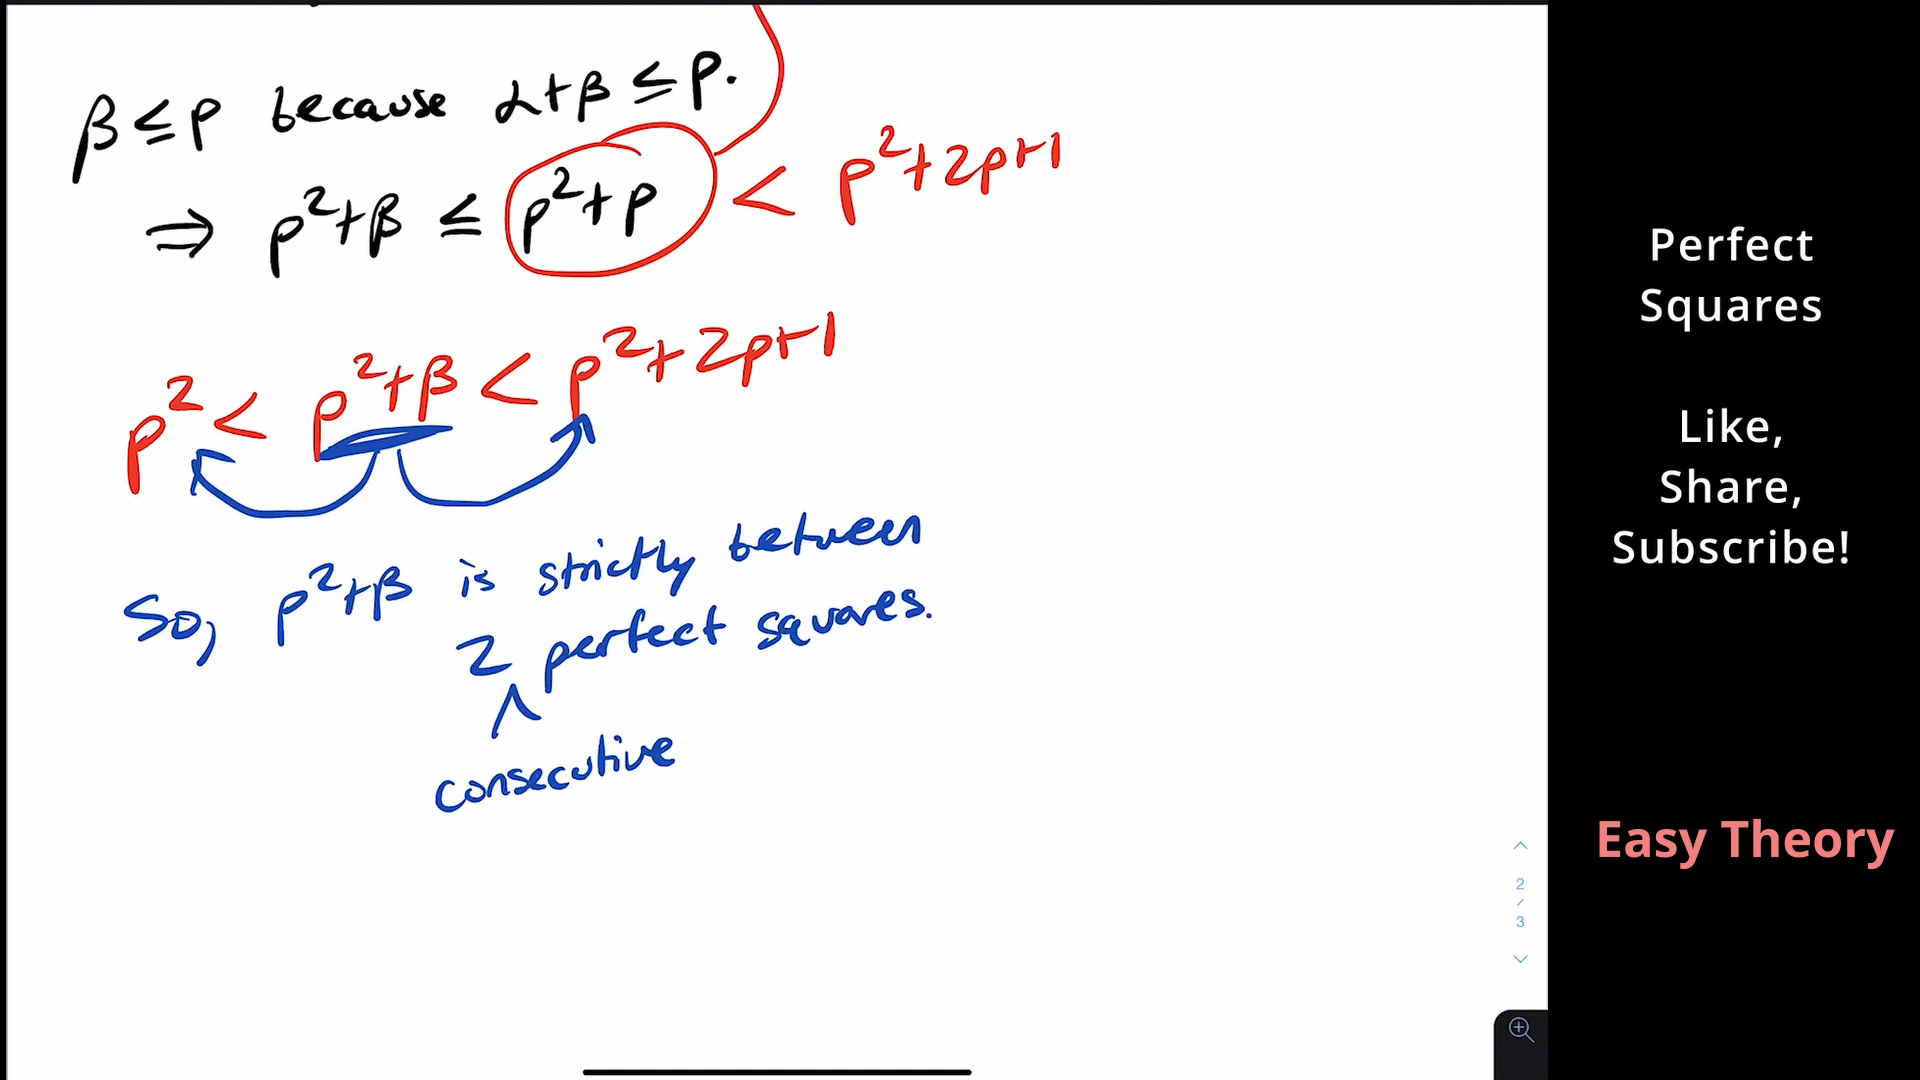 β ≤ p because α+β ≤ p.
⇒ p²+β ≤ p²+p < p²+2p+1
p² < p²+β < p²+2p+1
So, p²+β is strictly between
2 perfect squares.
^
consecutive
Perfect
Squares
Like,
Share,
Subscribe!
Easy Theory
2
/
3